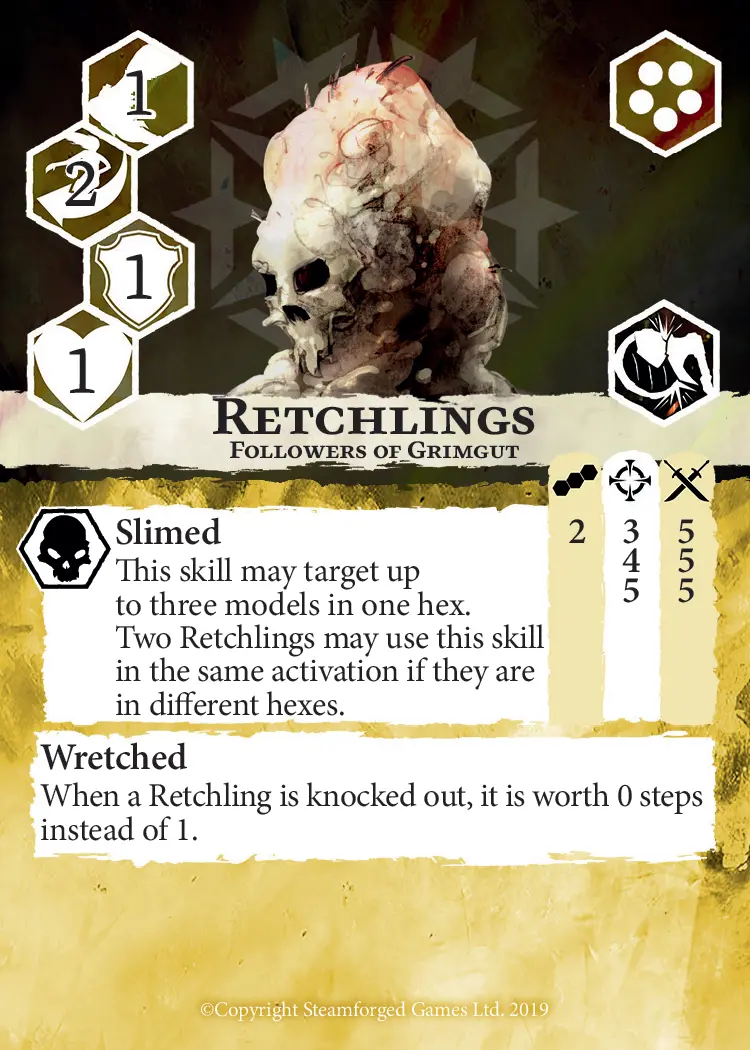 1
2
1
1
Retchlings
Followers of Grimgut
Slimed
This skill may target up
to three models in one hex.
Two Retchlings may use this skill
in the same activation if they are
in different hexes.
2 3 5
4 5
5 5
Wretched
When a Retchling is knocked out, it is worth 0 steps
instead of 1.
©Copyright Steamforged Games Ltd. 2019